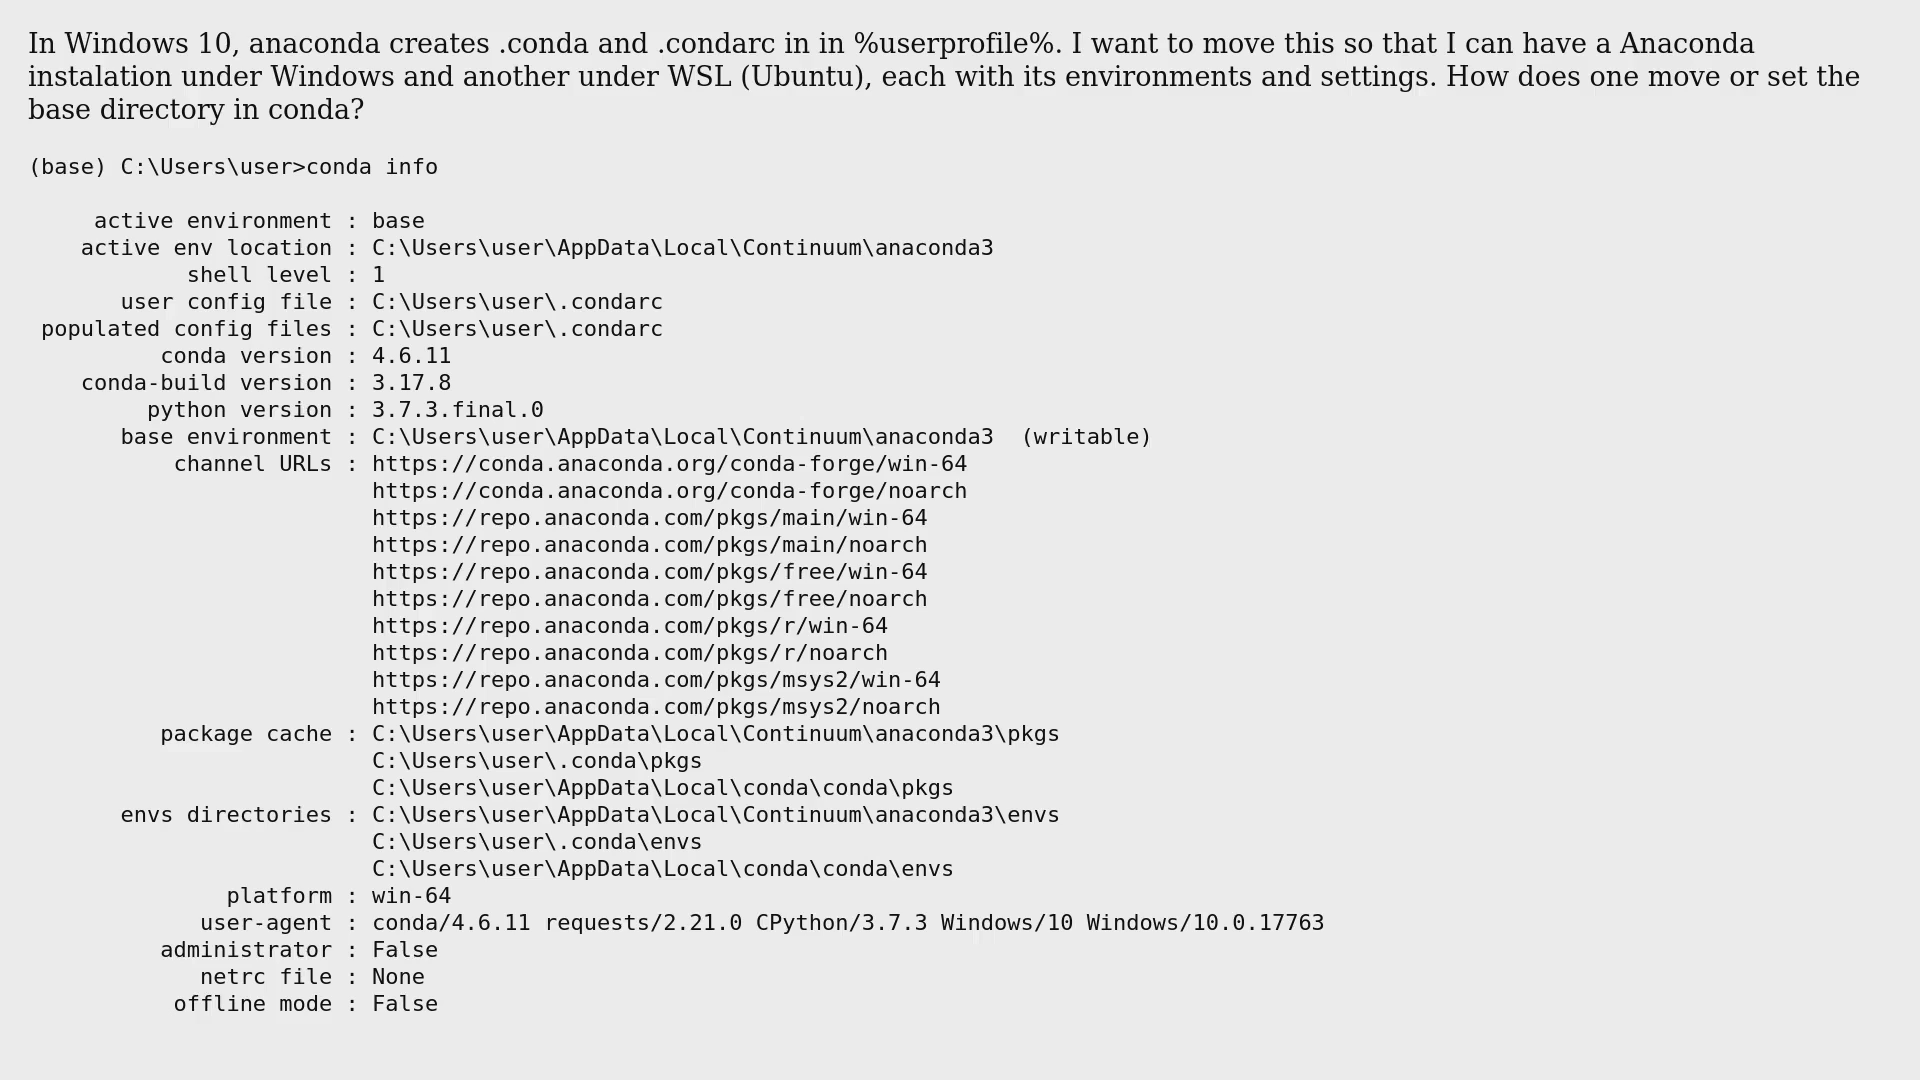 In Windows 10, anaconda creates .conda and .condarc in in %userprofile%. I want to move this so that I can have a Anaconda
instalation under Windows and another under WSL (Ubuntu), each with its environments and settings. How does one move or set the
base directory in conda?
(base) C:\Users\user>conda info
active environment : base
active env location : C:\Users\user\AppData\Local\Continuum\anaconda3
shell level : 1
user config file : C:\Users\user\.condarc
populated config files : C:\Users\user\.condarc
conda version : 4.6.11
conda-build version : 3.17.8
python version : 3.7.3.final.0
base environment : C:\Users\user\AppData\Local\Continuum\anaconda3  (writable)
channel URLs : https://conda.anaconda.org/conda-forge/win-64
https://conda.anaconda.org/conda-forge/noarch
https://repo.anaconda.com/pkgs/main/win-64
https://repo.anaconda.com/pkgs/main/noarch
https://repo.anaconda.com/pkgs/free/win-64
https://repo.anaconda.com/pkgs/free/noarch
https://repo.anaconda.com/pkgs/r/win-64
https://repo.anaconda.com/pkgs/r/noarch
https://repo.anaconda.com/pkgs/msys2/win-64
https://repo.anaconda.com/pkgs/msys2/noarch
package cache : C:\Users\user\AppData\Local\Continuum\anaconda3\pkgs
C:\Users\user\.conda\pkgs
C:\Users\user\AppData\Local\conda\conda\pkgs
envs directories : C:\Users\user\AppData\Local\Continuum\anaconda3\envs
C:\Users\user\.conda\envs
C:\Users\user\AppData\Local\conda\conda\envs
platform : win-64
user-agent : conda/4.6.11 requests/2.21.0 CPython/3.7.3 Windows/10 Windows/10.0.17763
administrator : False
netrc file : None
offline mode : False